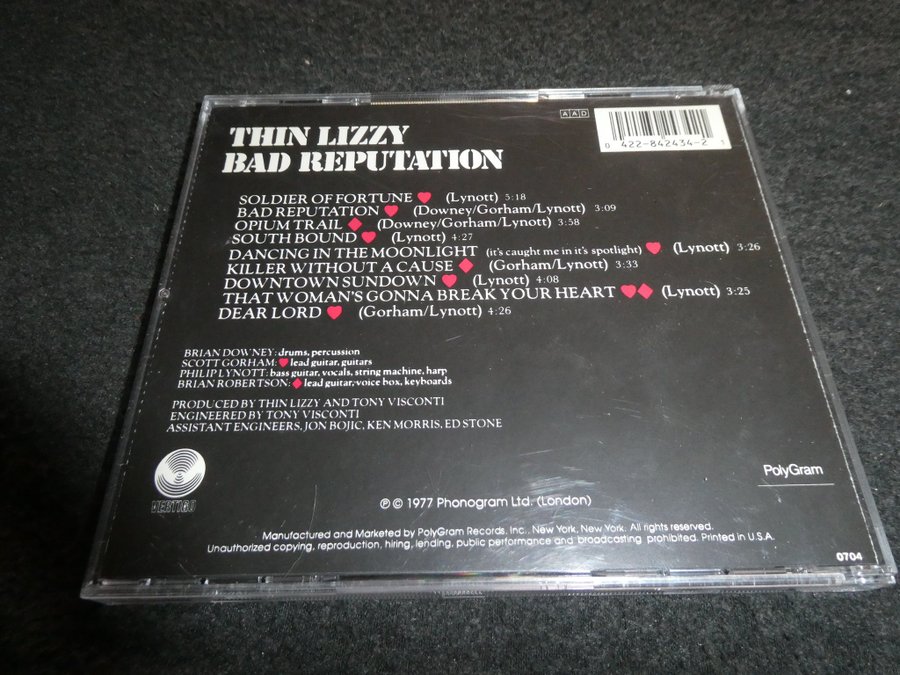 AAD
THIN LIZZY
BAD REPUTATION
0 422-842434-2 1
SOLDIER OF FORTUNE ♥ (Lynott) 5:18
BAD REPUTATION ♥ (Downey/Gorham/Lynott) 3:09
OPIUM TRAIL ♦ (Downey/Gorham/Lynott) 3:58
SOUTH BOUND ♥ (Lynott) 4:27
DANCING IN THE MOONLIGHT (it's caught me in it's spotlight) ♥ (Lynott) 3:26
KILLER WITHOUT A CAUSE ♦ (Gorham/Lynott) 3:33
DOWNTOWN SUNDOWN ♥ (Lynott) 4:08
THAT WOMAN'S GONNA BREAK YOUR HEART ♥♦ (Lynott) 3:25
DEAR LORD ♥ (Gorham/Lynott) 4:26
BRIAN DOWNEY: drums, percussion
SCOTT GORHAM: ♥ lead guitar, guitars
PHILIP LYNOTT: bass guitar, vocals, string machine, harp
BRIAN ROBERTSON: ♦ lead guitar, voice box, keyboards
PRODUCED BY THIN LIZZY AND TONY VISCONTI
ENGINEERED BY TONY VISCONTI
ASSISTANT ENGINEERS, JON BOJIC, KEN MORRIS, ED STONE
VERTIGO
PolyGram
℗ © 1977 Phonogram Ltd. (London)
Manufactured and Marketed by PolyGram Records, Inc., New York, New York. All rights reserved.
Unauthorized copying, reproduction, hiring, lending, public performance and broadcasting prohibited. Printed in U.S.A.
0704